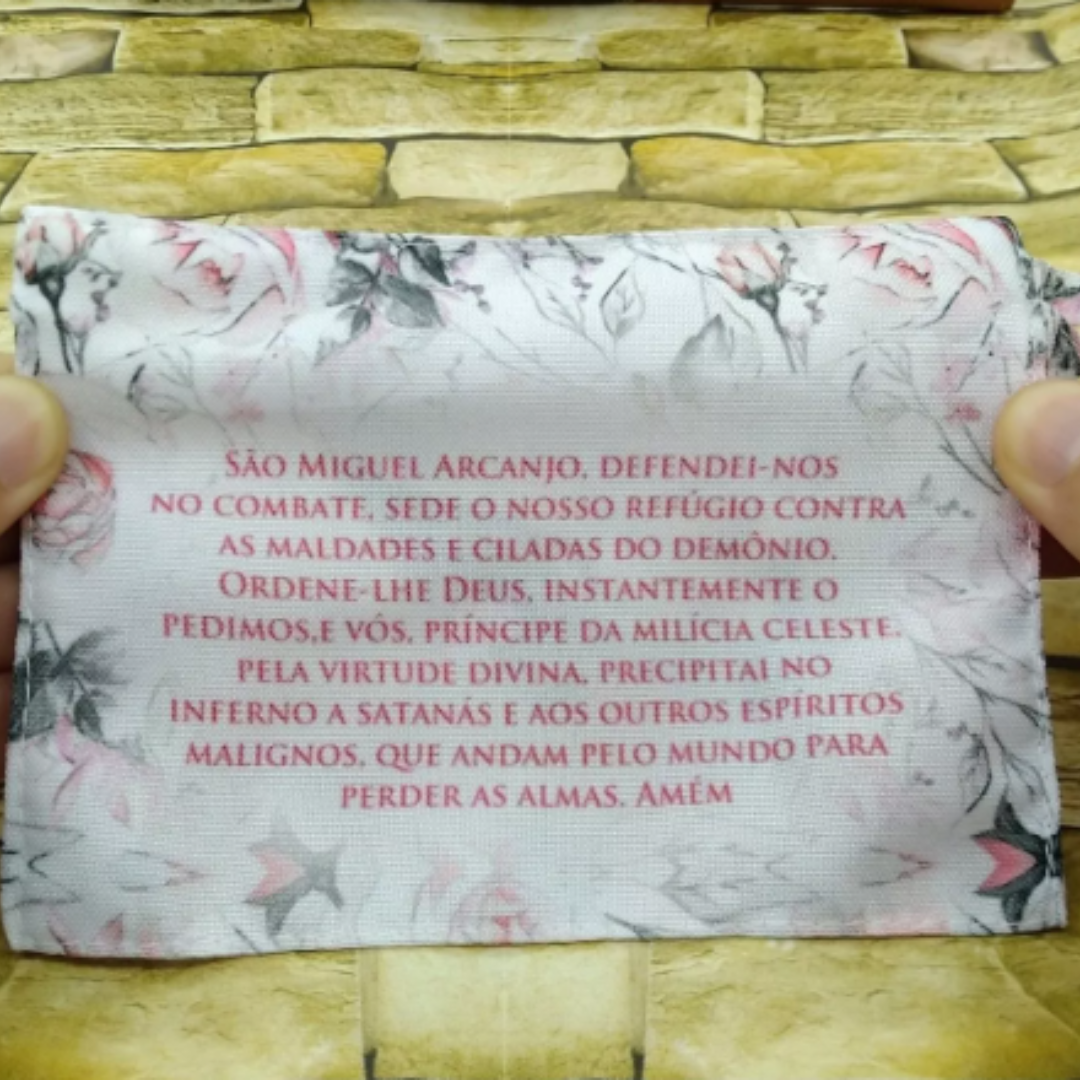 São Miguel Arcanjo, defendei-nos
no combate, sede o nosso refúgio contra
as maldades e ciladas do demônio.
Ordene-lhe Deus, instantemente o
pedimos,e vós, príncipe da milícia celeste,
pela virtude divina, precipitai no
inferno a satanás e aos outros espíritos
malignos, que andam pelo mundo para
perder as almas. Amém